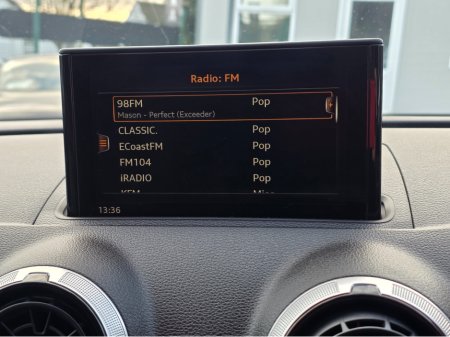 Radio: FM
98FM Pop
Mason - Perfect (Exceeder)
CLASSIC. Pop
ECoastFM Pop
FM104 Pop
iRADIO Pop
13:36